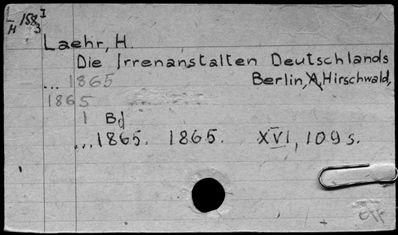 I 158 I
H 3
Laehr, H.
Die Irrenanstalten Deutschlands
... 1865 Berlin, A. Hirschwald,
1865
1 Bd
...1865. 1865. XVI, 109 s.